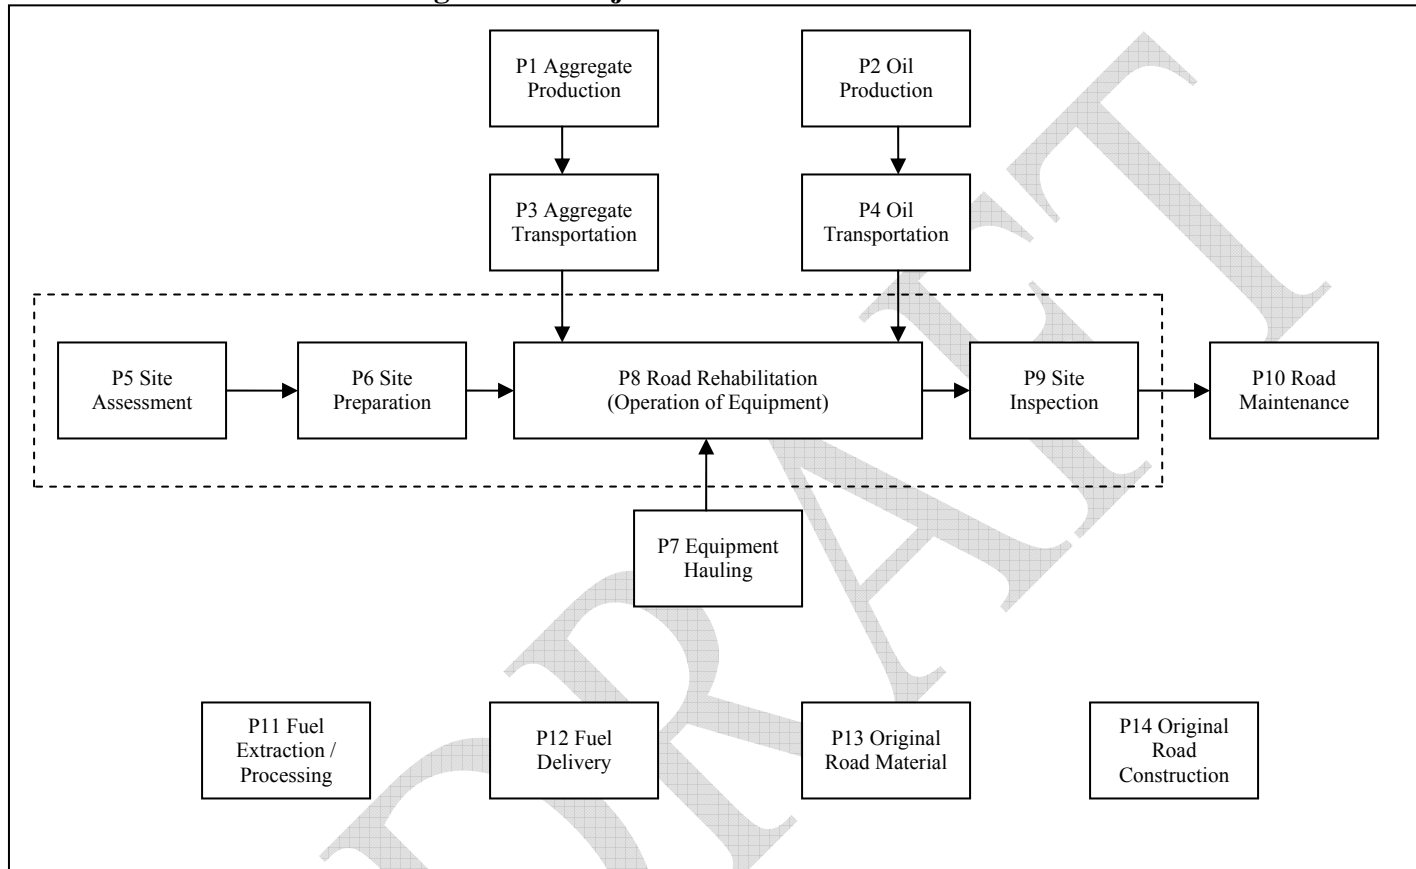 P1 Aggregate
Production
P2 Oil
Production
P3 Aggregate
Transportation
P4 Oil
Transportation
P5 Site
Assessment
P6 Site
Preparation
P8 Road Rehabilitation
(Operation of Equipment)
P9 Site
Inspection
P10 Road
Maintenance
P7 Equipment
Hauling
P11 Fuel
Extraction /
Processing
P12 Fuel
Delivery
P13 Original
Road Material
P14 Original
Road
Construction
DRAFT